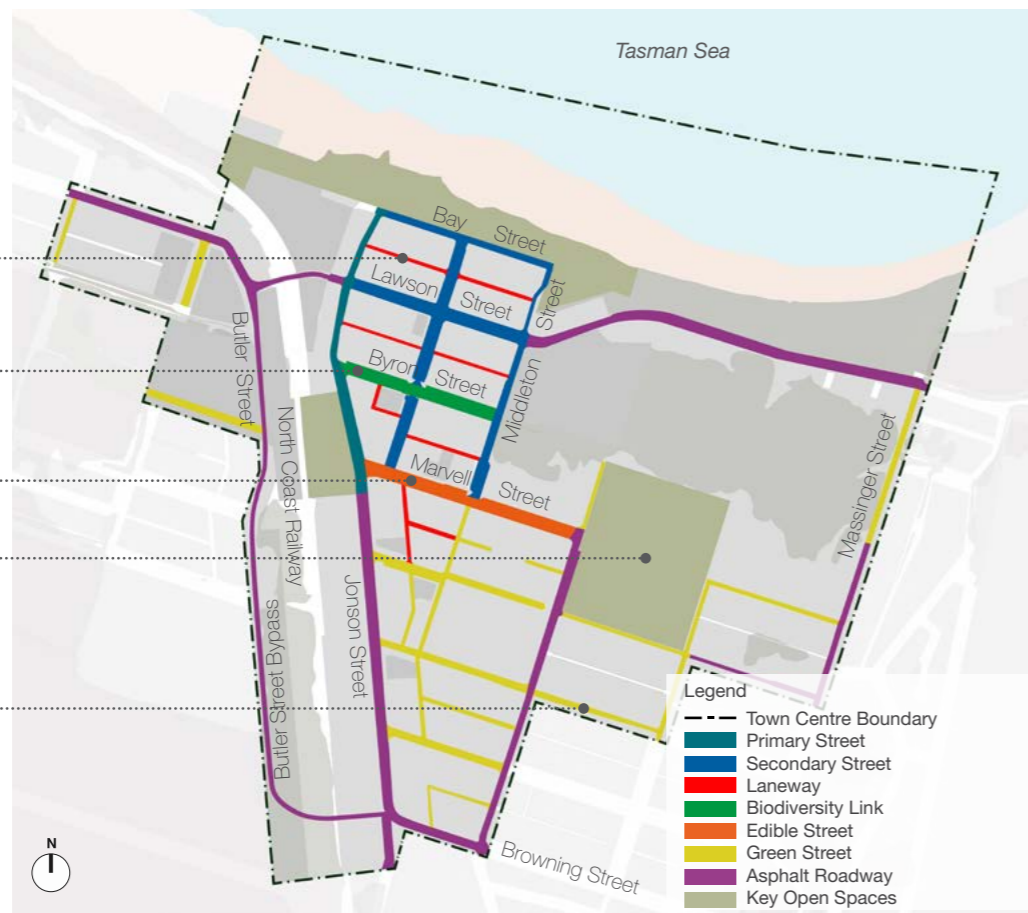 Tasman Sea
Bay Street
Lawson Street
Byron Street
Middleton Street
Marvell Street
Butler Street
North Coast Railway
Massinger Street
Jonson Street
Butler Street Bypass
Browning Street
N
Legend
Town Centre Boundary
Primary Street
Secondary Street
Laneway
Biodiversity Link
Edible Street
Green Street
Asphalt Roadway
Key Open Spaces